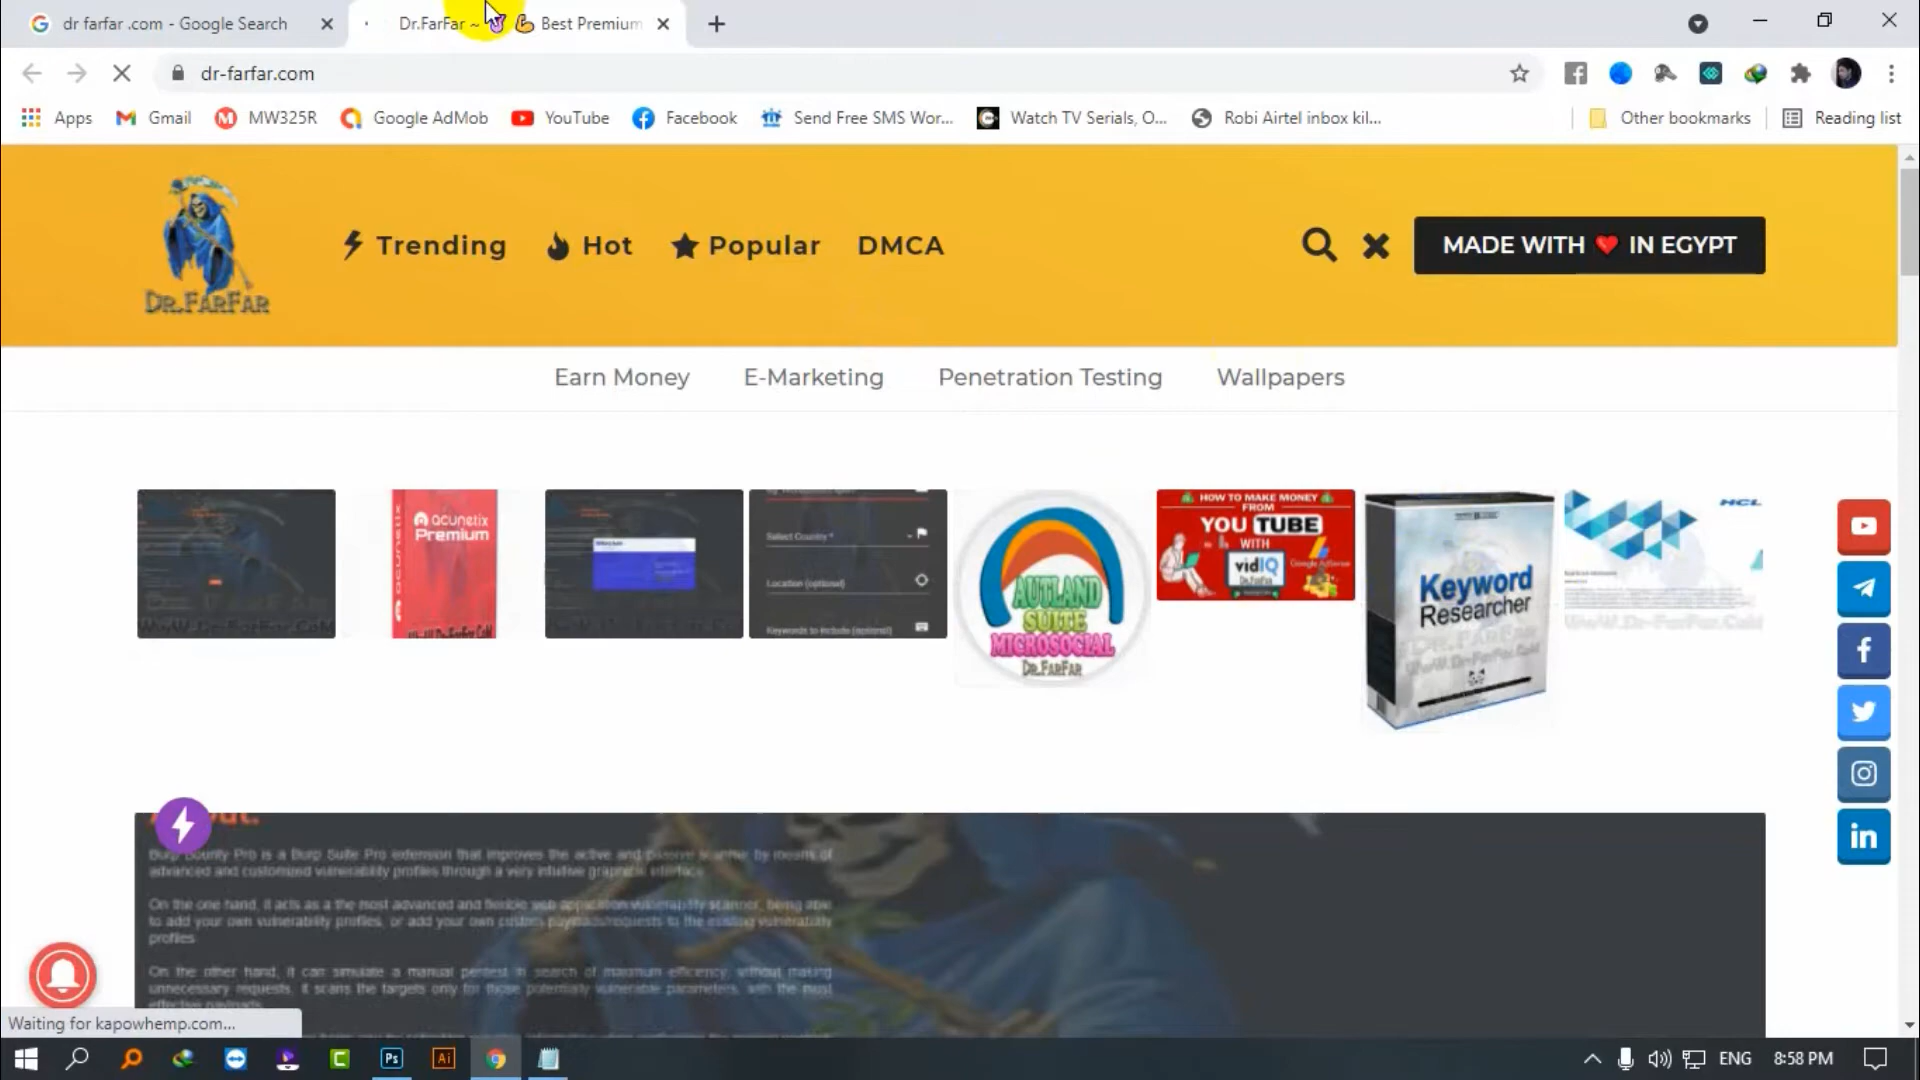 dr farfar .com - Google Search
Dr.FarFar ~ 😈 💪 Best Premium
dr-farfar.com
Apps
Gmail
MW325R
Google AdMob
YouTube
Facebook
Send Free SMS Wor...
Watch TV Serials, O...
Robi Airtel inbox kil...
Other bookmarks
Reading list
DR.FARFAR
Trending
Hot
Popular
DMCA
MADE WITH ❤ IN EGYPT
Earn Money
E-Marketing
Penetration Testing
Wallpapers
acunetix
acunetix
Premium
Select Country *
Location (optional)
Keywords to include (optional)
AUTLAND
SUITE
MICROSOCIAL
DR.FARFAR
HOW TO MAKE MONEY
FROM
YOU TUBE
WITH
vidIQ
Dr.FarFar
Google AdSense
Keyword
Researcher
HCL
Burp Bounty Pro is a Burp Suite Pro extension that improves the active and passive scanner by means of
advanced and customized vulnerability profiles through a very intuitive graphical interface.
On the one hand, it acts as a the most advanced and flexible web application vulnerability scanner, being able
to add your own vulnerability profiles, or add your own custom payloads/requests to the existing vulnerability
profiles.
On the other hand, it can simulate a manual pentest in search of maximum efficiency, without making
unnecessary requests. It scans the targets only for those potentially vulnerable parameters, with the most
effective payloads.
Waiting for kapowhemp.com...
Ps
Ai
ENG
8:58 PM